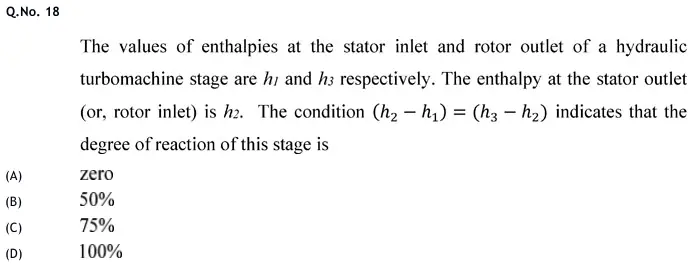 Q.No. 18
The values of enthalpies at the stator inlet and rotor outlet of a hydraulic
turbomachine stage are h₁ and h₃ respectively. The enthalpy at the stator outlet
(or, rotor inlet) is h₂. The condition (h₂ − h₁) = (h₃ − h₂) indicates that the
degree of reaction of this stage is
(A) zero
(B) 50%
(C) 75%
(D) 100%